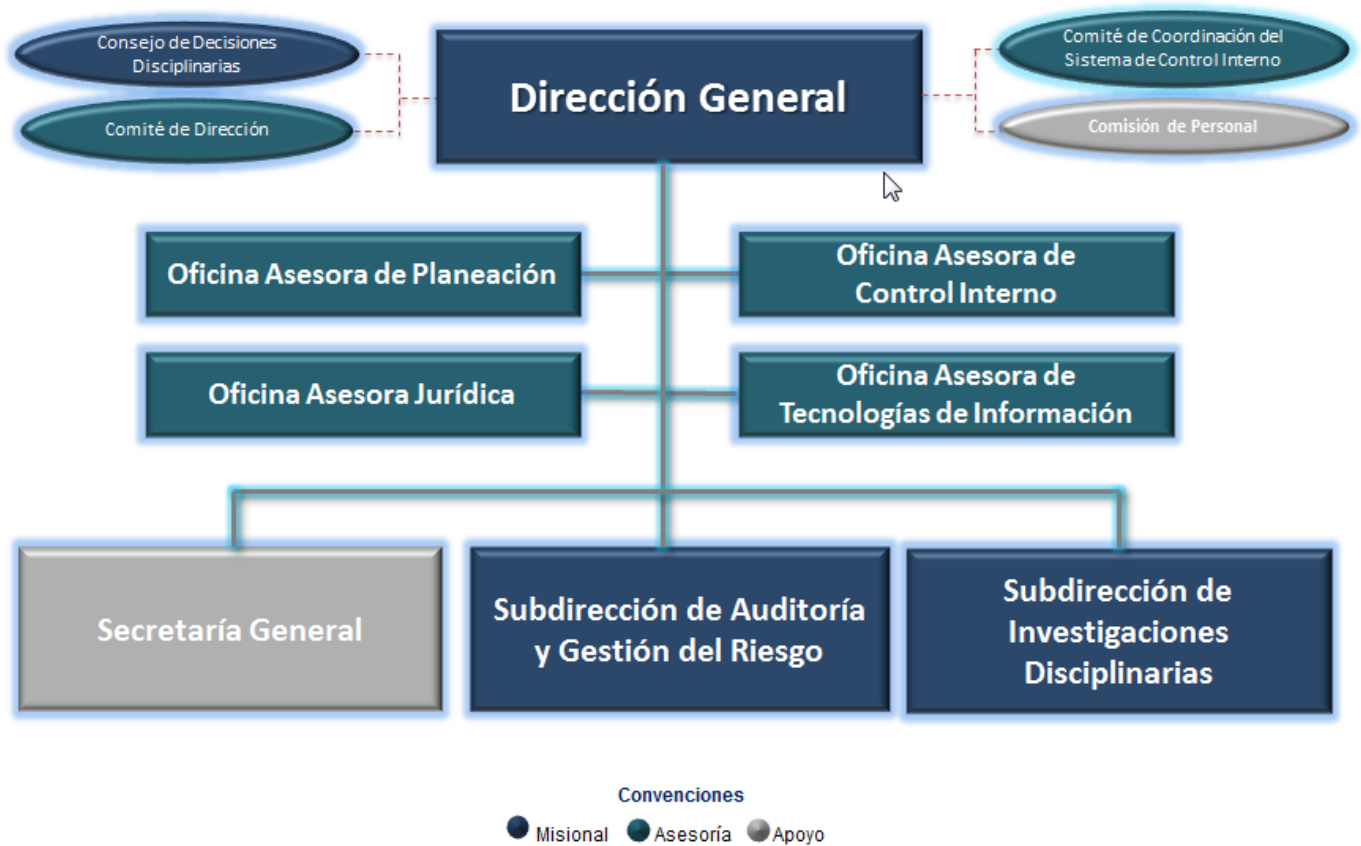 Consejo de Decisiones
Disciplinarias
Comité de Dirección
Dirección General
Comité de Coordinación del
Sistema de Control Interno
Comisión de Personal
Oficina Asesora de Planeación
Oficina Asesora de
Control Interno
Oficina Asesora Jurídica
Oficina Asesora de
Tecnologías de Información
Secretaría General
Subdirección de Auditoría
y Gestión del Riesgo
Subdirección de
Investigaciones
Disciplinarias
Convenciones
Misional Asesoría Apoyo